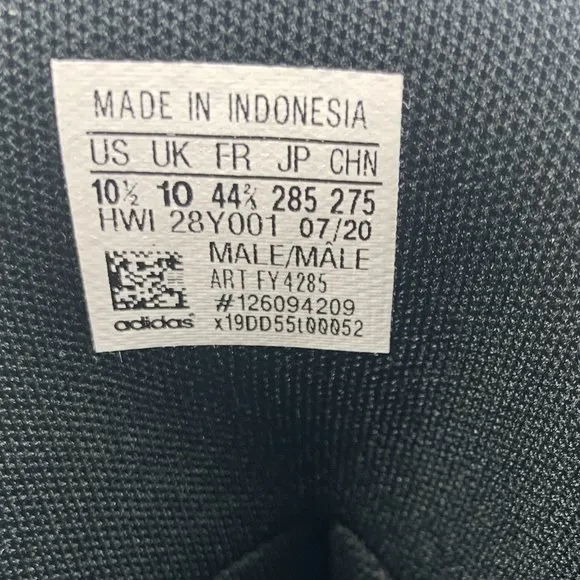 MADE IN INDONESIA
US UK FR JP CHN
10½ 10 44⅔ 285 275
HWI 28Y001 07/20
MALE/MÂLE
ART FY4285
#126094209
adidas® x19DD55t00052